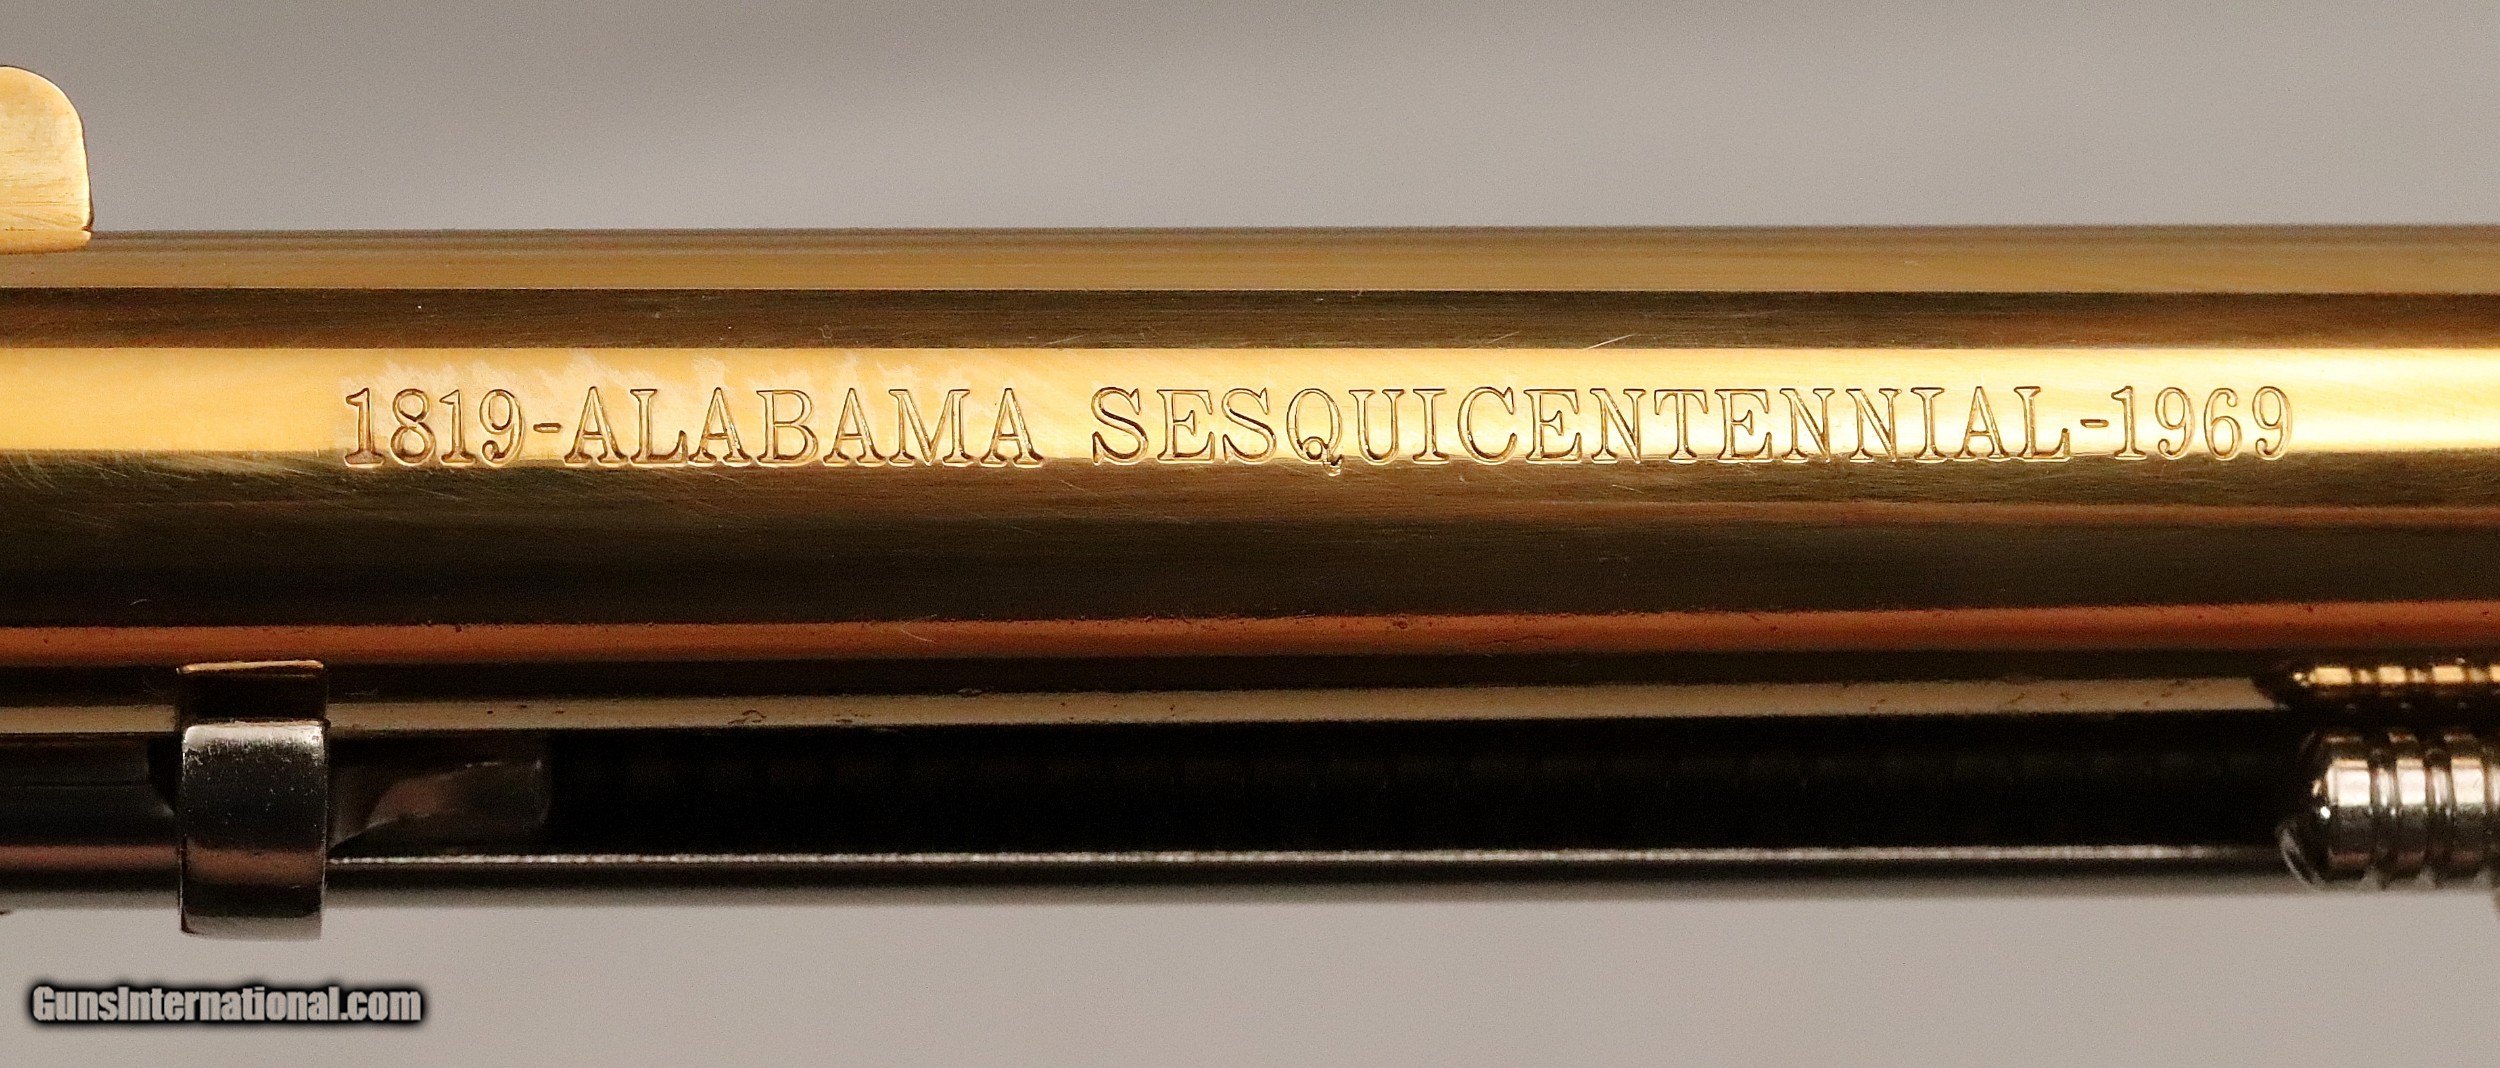 1819-ALABAMA SESQUICENTENNIAL-1969
GunsInternational.com